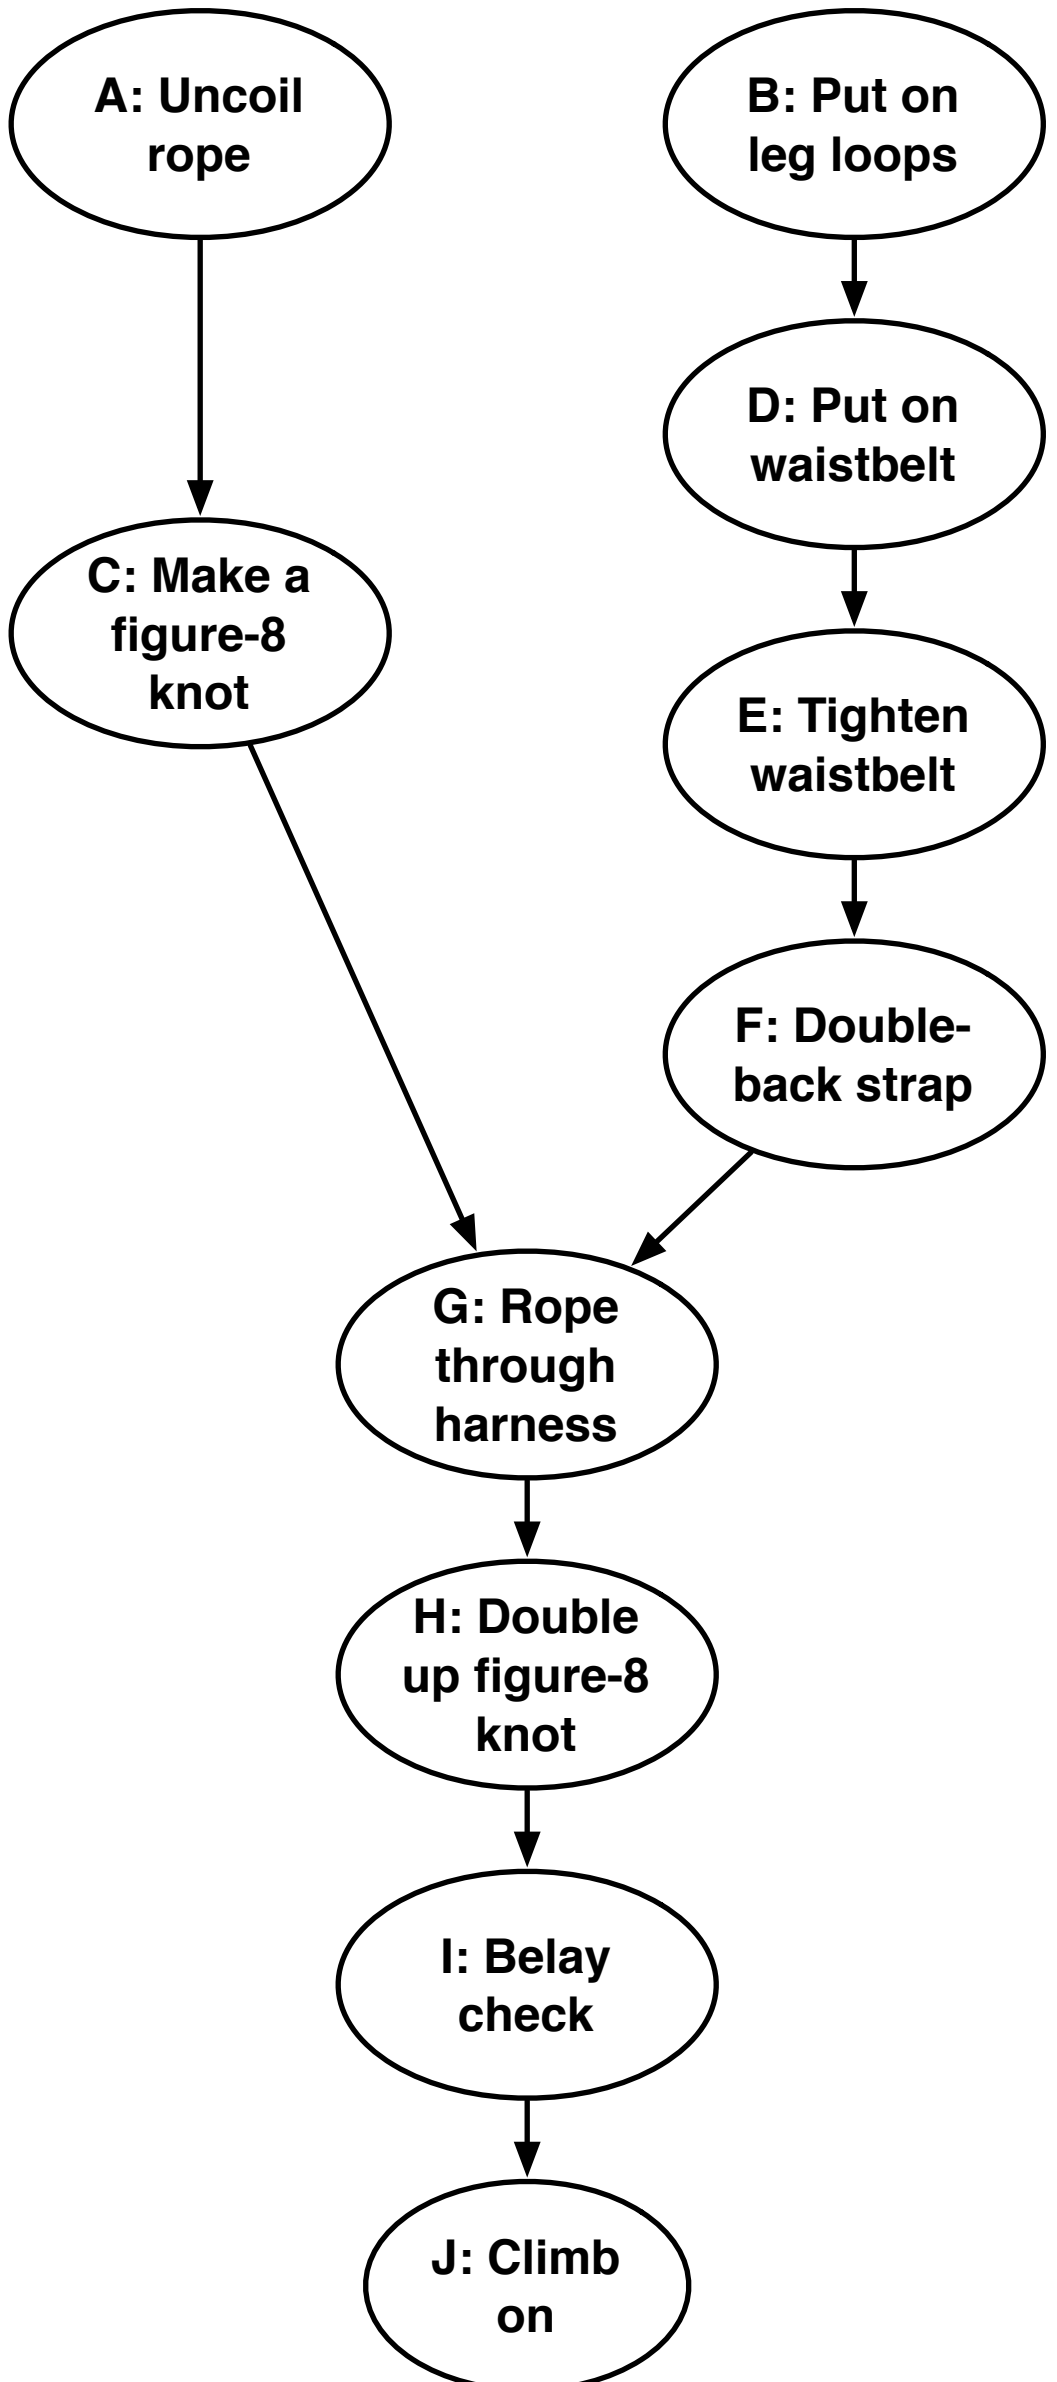 A: Uncoil
rope
B: Put on
leg loops
D: Put on
waistbelt
C: Make a
figure-8
knot
E: Tighten
waistbelt
F: Double-
back strap
G: Rope
through
harness
H: Double
up figure-8
knot
I: Belay
check
J: Climb
on